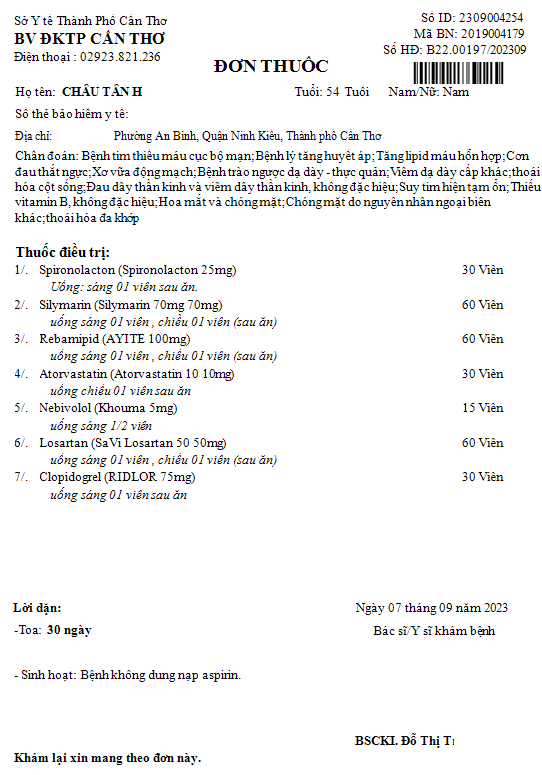 Sở Y tế Thành Phố Cần Thơ
Số ID: 2309004254
BV ĐKTP CẦN THƠ
Mã BN: 2019004179
Điện thoại : 02923.821.236
Số HĐ: B22.00197/202309
ĐƠN THUỐC
Họ tên: CHÂU TẤN H
Tuổi: 54 Tuổi
Nam/Nữ: Nam
Số thẻ bảo hiểm y tế:
Địa chỉ: Phường An Bình, Quận Ninh Kiều, Thành phố Cần Thơ
Chẩn đoán: Bệnh tim thiếu máu cục bộ mạn;Bệnh lý tăng huyết áp;Tăng lipid máu hỗn hợp;Cơn
đau thắt ngực;Xơ vữa động mạch;Bệnh trào ngược dạ dày - thực quản;Viêm dạ dày cấp khác;thoái
hóa cột sống;Đau dây thần kinh và viêm dây thần kinh, không đặc hiệu;Suy tim hiện tạm ổn;Thiếu
vitamin B, không đặc hiệu;Hoa mắt và chóng mặt;Chóng mặt do nguyên nhân ngoại biên
khác;thoái hóa đa khớp
Thuốc điều trị:
1/. Spironolacton (Spironolacton 25mg) 30 Viên
Uống: sáng 01 viên sau ăn.
2/. Silymarin (Silymarin 70mg 70mg) 60 Viên
uống sáng 01 viên , chiều 01 viên (sau ăn)
3/. Rebamipid (AYITE 100mg) 60 Viên
uống sáng 01 viên , chiều 01 viên (sau ăn)
4/. Atorvastatin (Atorvastatin 10 10mg) 30 Viên
uống chiều 01 viên sau ăn
5/. Nebivolol (Khouma 5mg) 15 Viên
uống sáng 1/2 viên
6/. Losartan (SaVi Losartan 50 50mg) 60 Viên
uống sáng 01 viên , chiều 01 viên (sau ăn)
7/. Clopidogrel (RIDLOR 75mg) 30 Viên
uống sáng 01 viên sau ăn
Lời dặn:
Ngày 07 tháng 09 năm 2023
-Toa: 30 ngày
Bác sĩ/Y sĩ khám bệnh
- Sinh hoạt: Bệnh không dung nạp aspirin.
BSCKI. Đỗ Thị T
Khám lại xin mang theo đơn này.